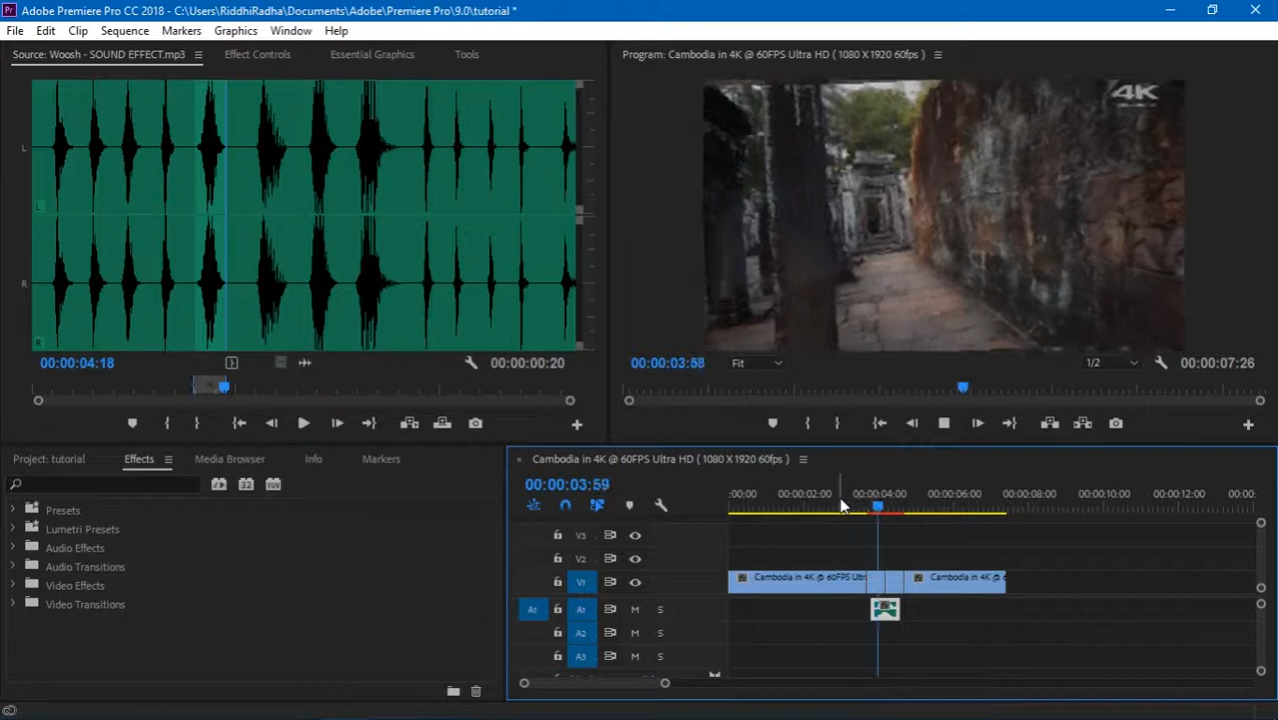 Pr Adobe Premiere Pro CC 2018 - C:\Users\RiddhiRadha\Documents\Adobe\Premiere Pro\9.0\tutorial *
File Edit Clip Sequence Markers Graphics Window Help
Source: Woosh - SOUND EFFECT.mp3 Effect Controls Essential Graphics Tools
Program: Cambodia in 4K @ 60FPS Ultra HD ( 1080 X 1920 60fps )
4K
L
L
R
R
00:00:04:18 00:00:00:20
00:00:03:58 Fit 1/2 00:00:07:26
Project: tutorial Effects Media Browser Info Markers
Presets
Lumetri Presets
Audio Effects
Audio Transitions
Video Effects
Video Transitions
× Cambodia in 4K @ 60FPS Ultra HD ( 1080 X 1920 60fps )
00:00:03:59
:00:00 00:00:02:00 00:00:04:00 00:00:06:00 00:00:08:00 00:00:10:00 00:00:12:00 00:00:
V3
V2
V1 Cambodia in 4K @ 60FPS Ultr Cambodia in 4K @ 60FPS
A1 A1 M S
A2 M S
A3 M S